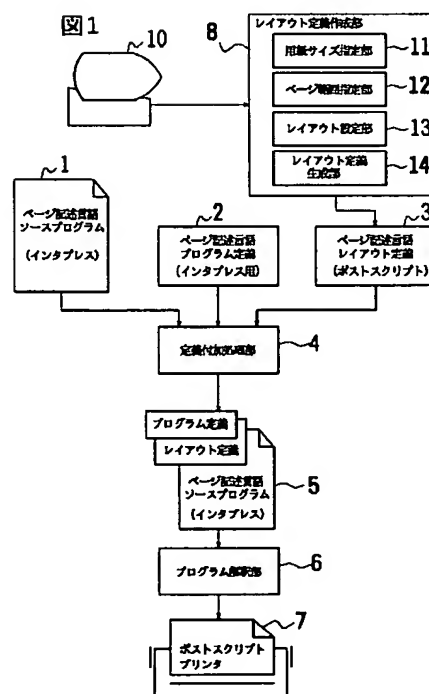 図1
10
8
レイアウト定義作成部
用紙サイズ指定部
11
ページ範囲指定部
12
レイアウト設定部
13
レイアウト定義
生成部
14
1
ページ記述言語
ソースプログラム
(インタプレス)
2
ページ記述言語
プログラム定義
(インタプレス用)
3
ページ記述言語
レイアウト定義
(ポストスクリプト)
定義付加処理部
4
プログラム定義
レイアウト定義
ページ記述言語
ソースプログラム
(インタプレス)
5
プログラム解釈部
6
7
ポストスクリプト
プリンタ